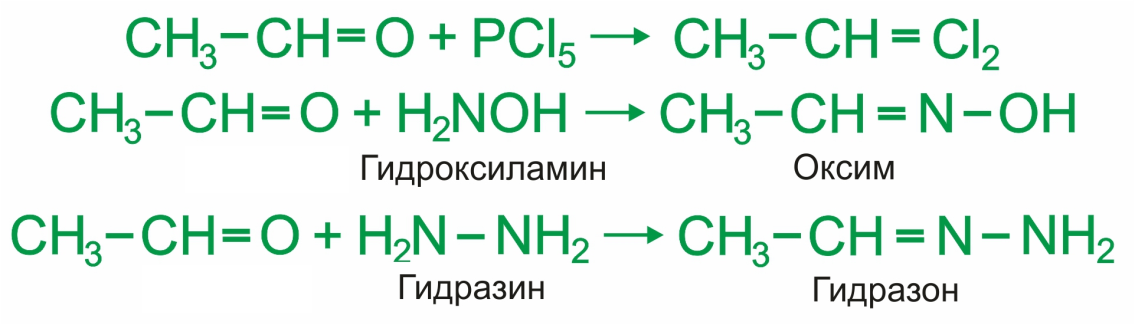 CH₃−CH=O + PCl₅ → CH₃−CH=Cl₂
CH₃−CH=O + H₂NOH → CH₃−CH=N−OH
Гидроксиламин Оксим
CH₃−CH=O + H₂N−NH₂ → CH₃−CH=N−NH₂
Гидразин Гидразон